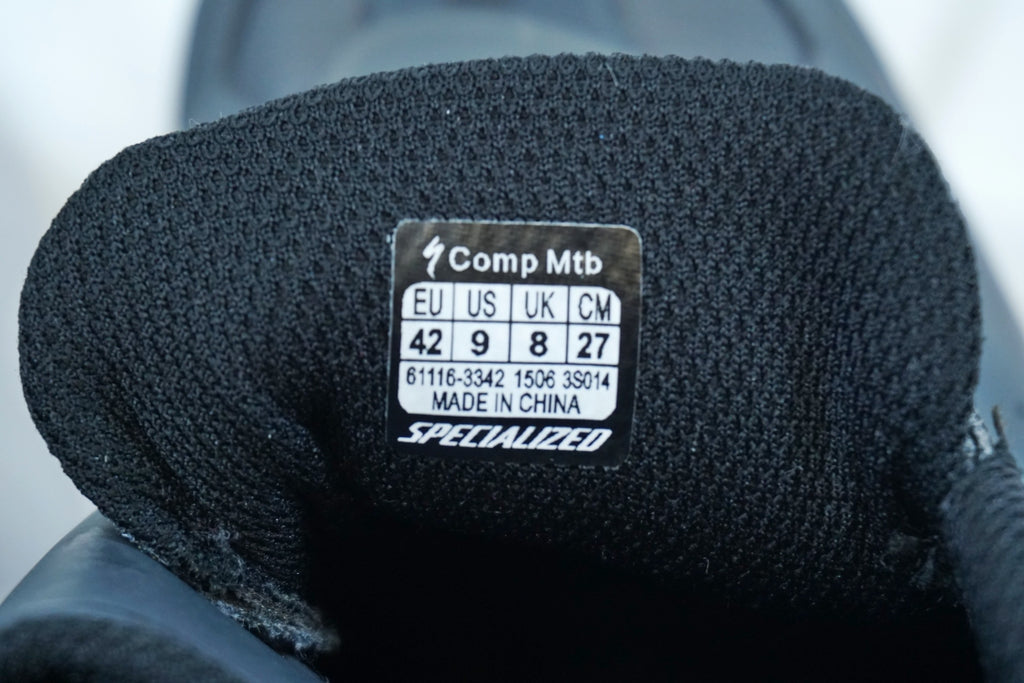 Comp Mtb
EU US UK CM
42 9 8 27
61116-3342 1506 3S014
MADE IN CHINA
SPECIALIZED